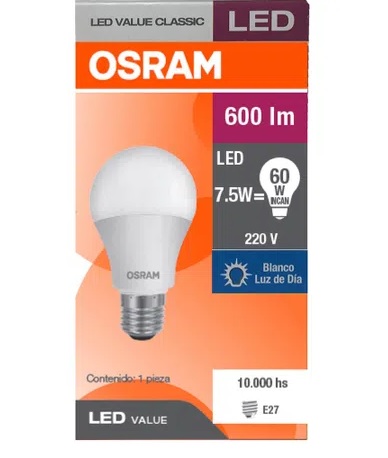 LED VALUE CLASSIC
LED
OSRAM
600 lm
LED
7.5W=
60
W
INCAN
220 V
Blanco
Luz de Día
OSRAM
Contenido: 1 pieza
10.000 hs
E27
LED VALUE